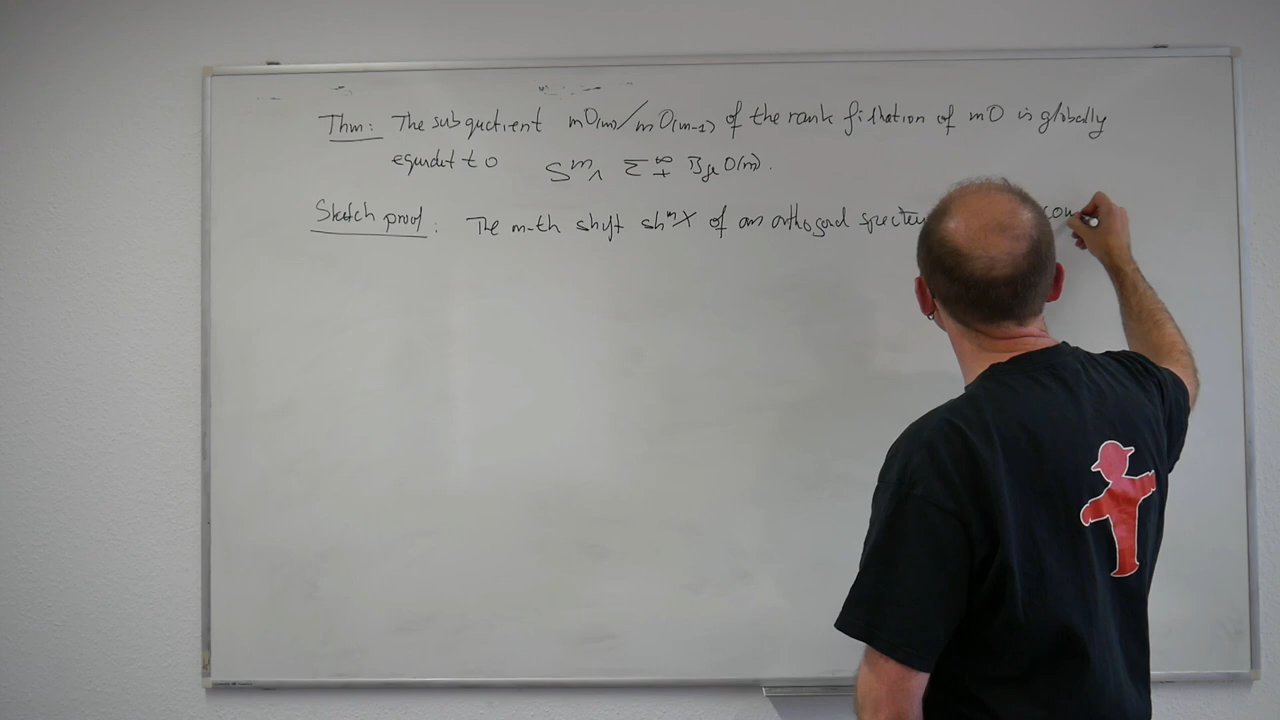 Thm: The subquotient mO(m)/mO(m-1) of the rank filtration of mO is globally
equivalent to S^m ∧ Σ^∞_+ B_gl O(m).
Sketch proof: The m-th shift sh^m X of an orthogonal spectrum con